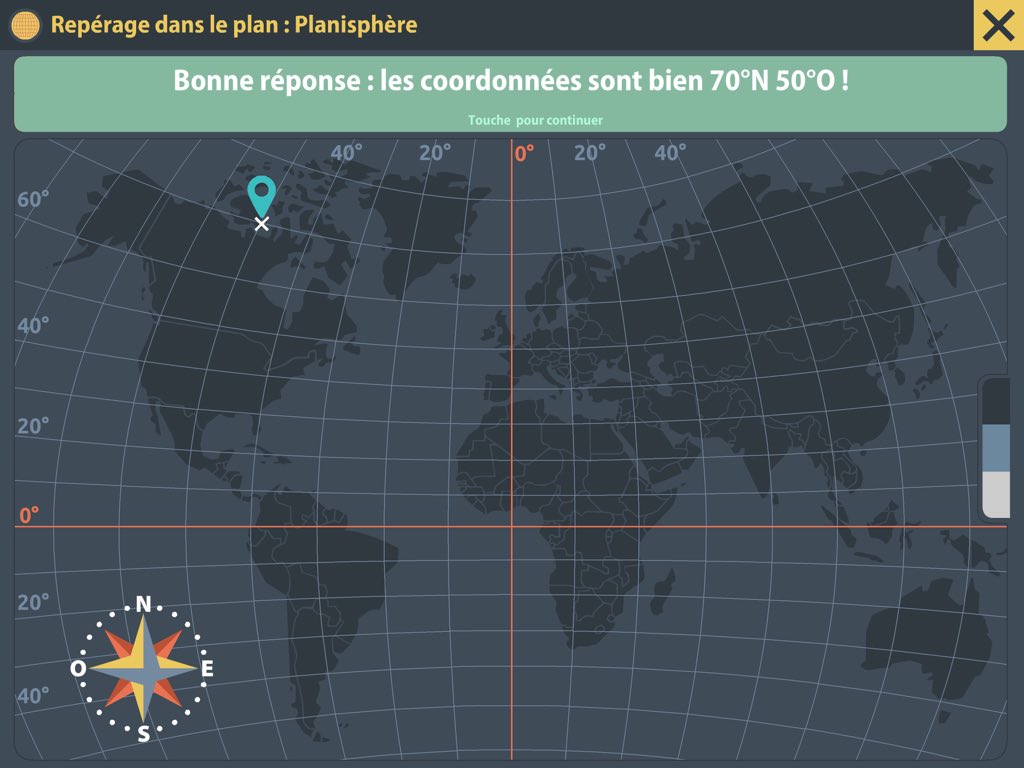 Repérage dans le plan : Planisphère
Bonne réponse : les coordonnées sont bien 70°N 50°O !
Touche pour continuer
40° 20° 0° 20° 40°
60°
40°
20°
0°
20°
40°
N
O E
S